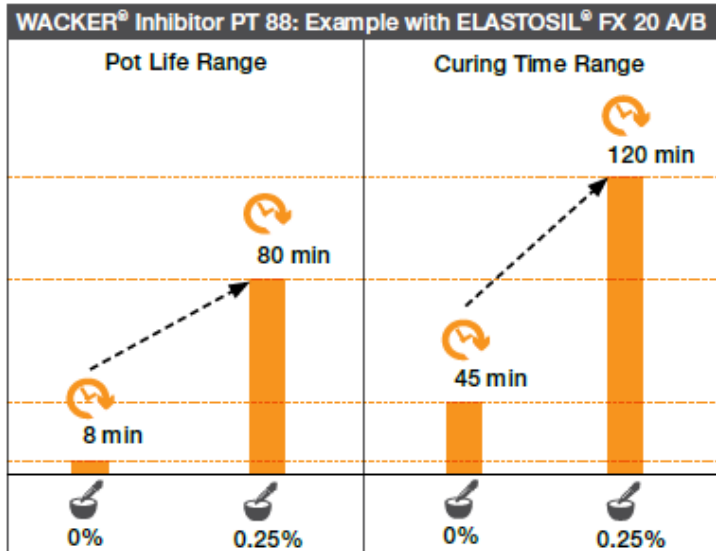 WACKER® Inhibitor PT 88: Example with ELASTOSIL® FX 20 A/B
Pot Life Range
8 min
80 min
0%
0.25%
Curing Time Range
45 min
120 min
0%
0.25%